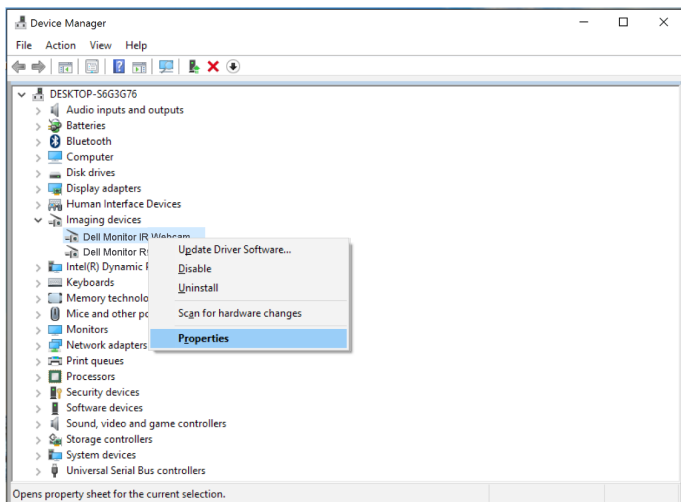 Device Manager
File Action View Help
DESKTOP-S6G3G76
Audio inputs and outputs
Batteries
Bluetooth
Computer
Disk drives
Display adapters
Human Interface Devices
Imaging devices
Dell Monitor IR Webcam
Dell Monitor
Intel(R) Dynamic
Keyboards
Memory technolo
Mice and other po
Monitors
Network adapters
Print queues
Processors
Security devices
Software devices
Sound, video and game controllers
Storage controllers
System devices
Universal Serial Bus controllers
Update Driver Software...
Disable
Uninstall
Scan for hardware changes
Properties
Opens property sheet for the current selection.